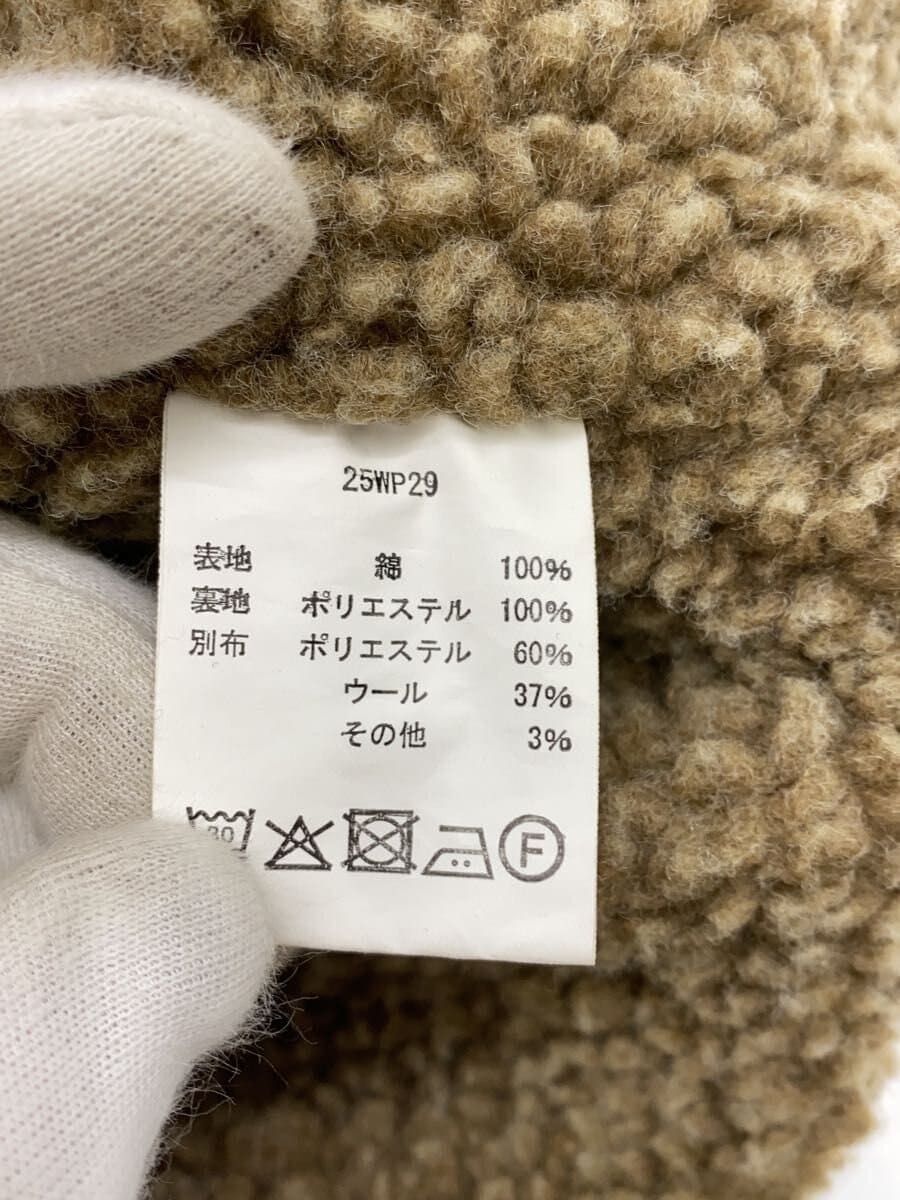 25WP29
表地 綿 100%
裏地 ポリエステル 100%
別布 ポリエステル 60%
ウール 37%
その他 3%
30 F